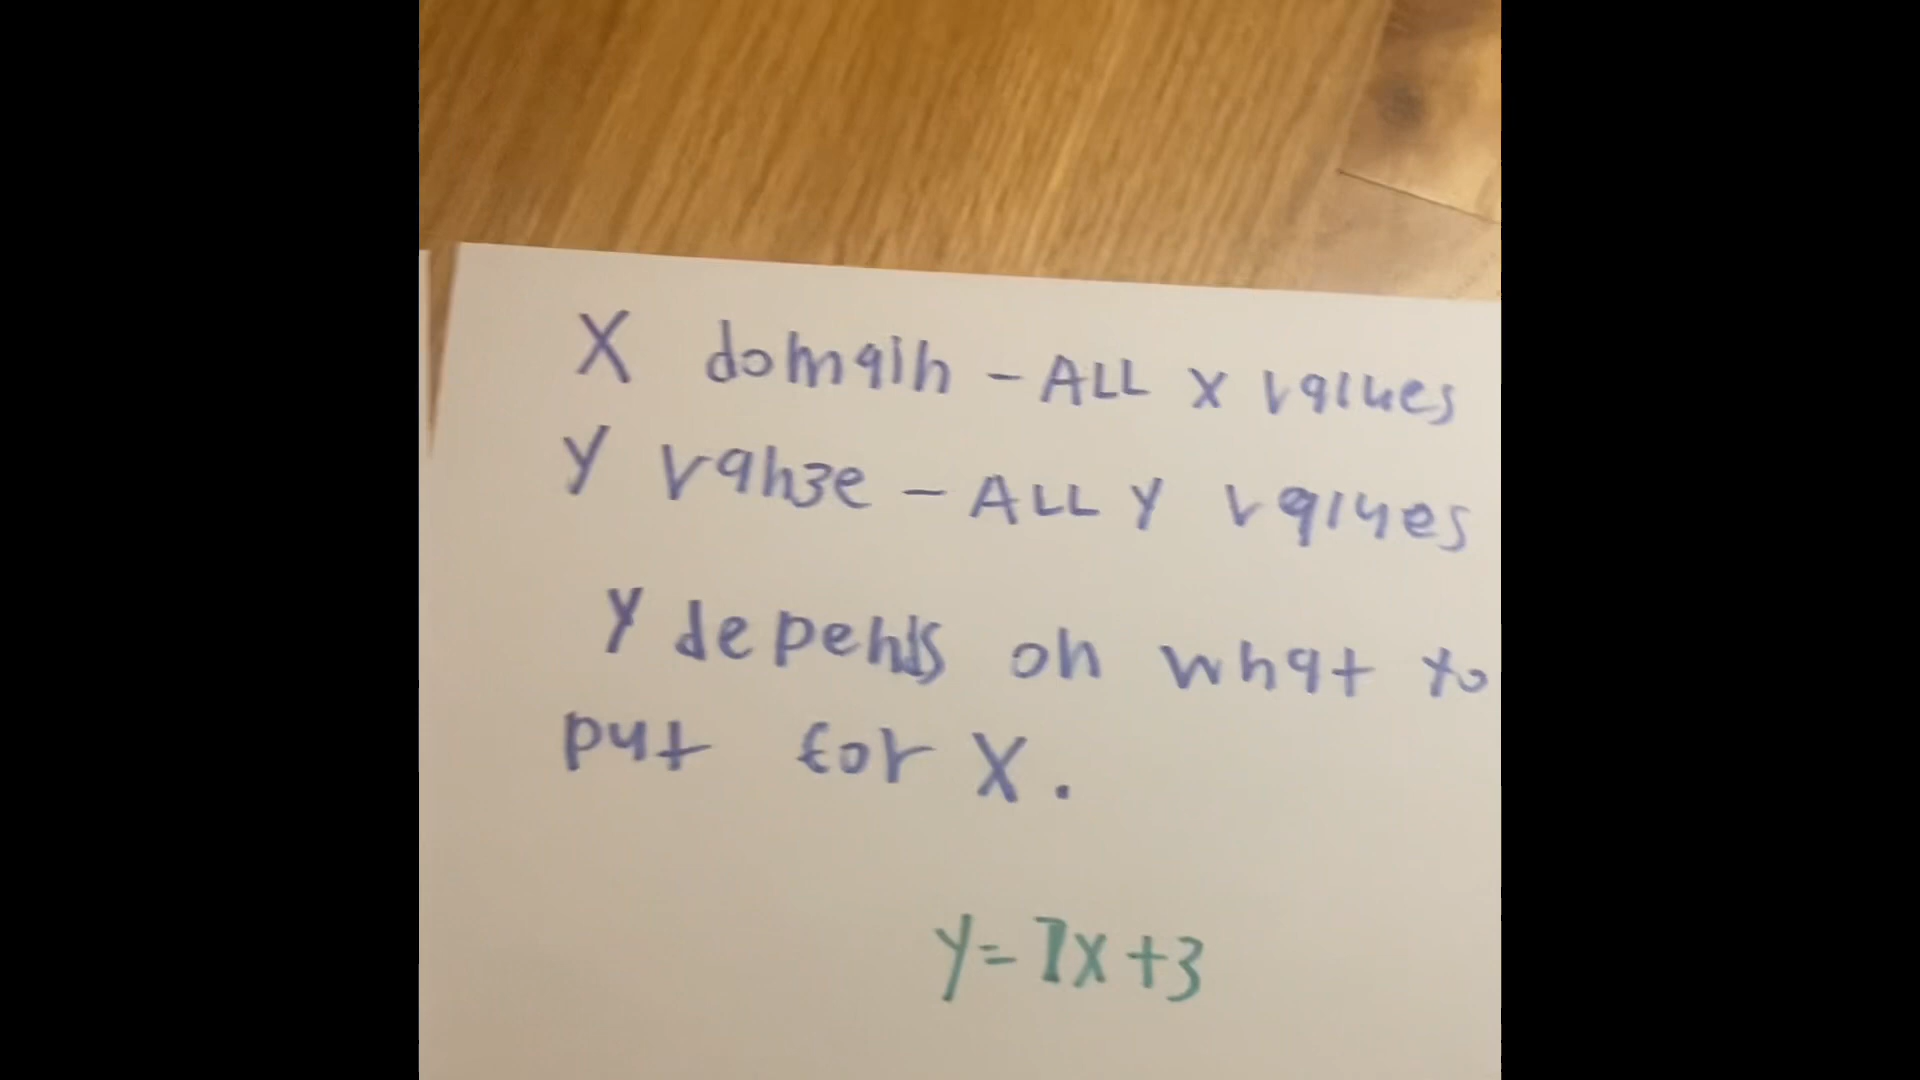 X domain - ALL X values
Y range - ALL Y values
Y depends on what to
put for X.
y=7x+3